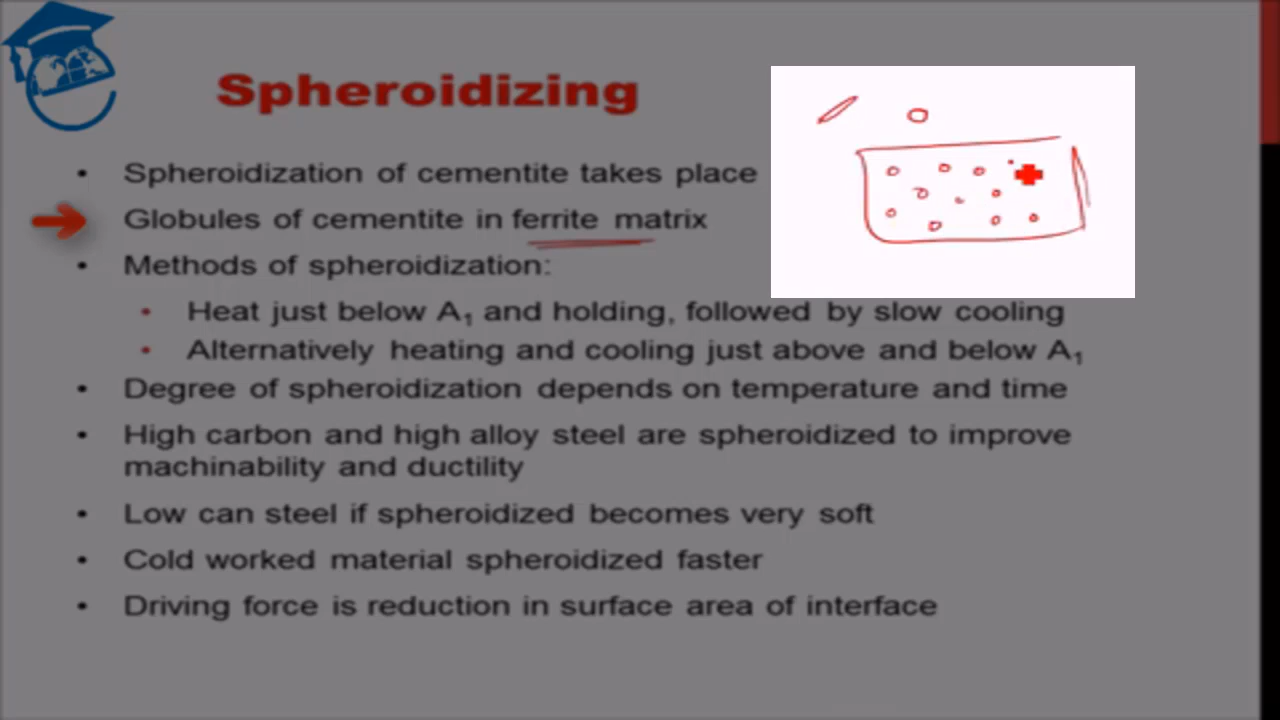 Spheroidizing
• Spheroidization of cementite takes place
Globules of cementite in ferrite matrix
• Methods of spheroidization:
• Heat just below A₁ and holding, followed by slow cooling
• Alternatively heating and cooling just above and below A₁
• Degree of spheroidization depends on temperature and time
• High carbon and high alloy steel are spheroidized to improve
machinability and ductility
• Low can steel if spheroidized becomes very soft
• Cold worked material spheroidized faster
• Driving force is reduction in surface area of interface